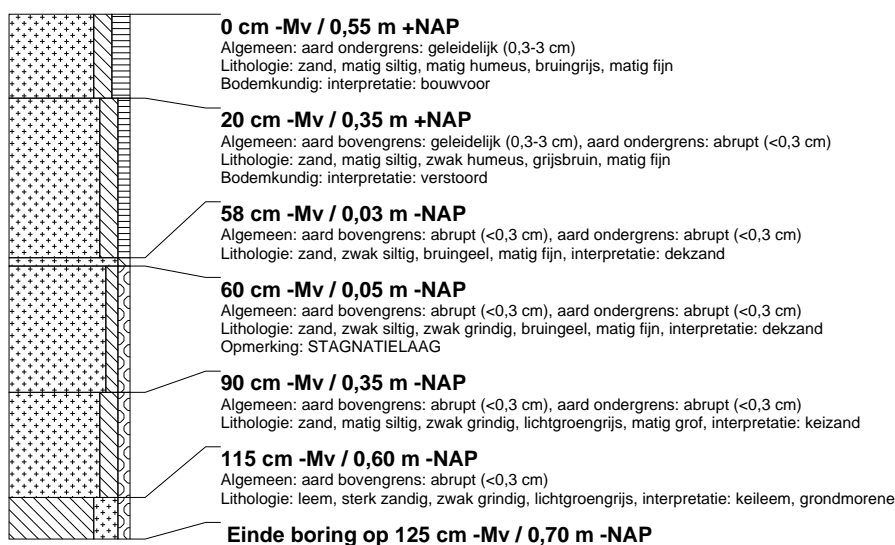 0 cm -Mv / 0,55 m +NAP
Algemeen: aard ondergrens: geleidelijk (0,3-3 cm)
Lithologie: zand, matig siltig, matig humeus, bruingrijs, matig fijn
Bodemkundig: interpretatie: bouwvoor
20 cm -Mv / 0,35 m +NAP
Algemeen: aard bovengrens: geleidelijk (0,3-3 cm), aard ondergrens: abrupt (<0,3 cm)
Lithologie: zand, matig siltig, zwak humeus, grijsbruin, matig fijn
Bodemkundig: interpretatie: verstoord
58 cm -Mv / 0,03 m -NAP
Algemeen: aard bovengrens: abrupt (<0,3 cm), aard ondergrens: abrupt (<0,3 cm)
Lithologie: zand, zwak siltig, bruingeel, matig fijn, interpretatie: dekzand
60 cm -Mv / 0,05 m -NAP
Algemeen: aard bovengrens: abrupt (<0,3 cm), aard ondergrens: abrupt (<0,3 cm)
Lithologie: zand, zwak siltig, zwak grindig, bruingeel, matig fijn, interpretatie: dekzand
Opmerking: STAGNATIELAAG
90 cm -Mv / 0,35 m -NAP
Algemeen: aard bovengrens: abrupt (<0,3 cm), aard ondergrens: abrupt (<0,3 cm)
Lithologie: zand, matig siltig, zwak grindig, lichtgroengrijs, matig grof, interpretatie: keizand
115 cm -Mv / 0,60 m -NAP
Algemeen: aard bovengrens: abrupt (<0,3 cm)
Lithologie: leem, sterk zandig, zwak grindig, lichtgroengrijs, interpretatie: keileem, grondmorene
Einde boring op 125 cm -Mv / 0,70 m -NAP